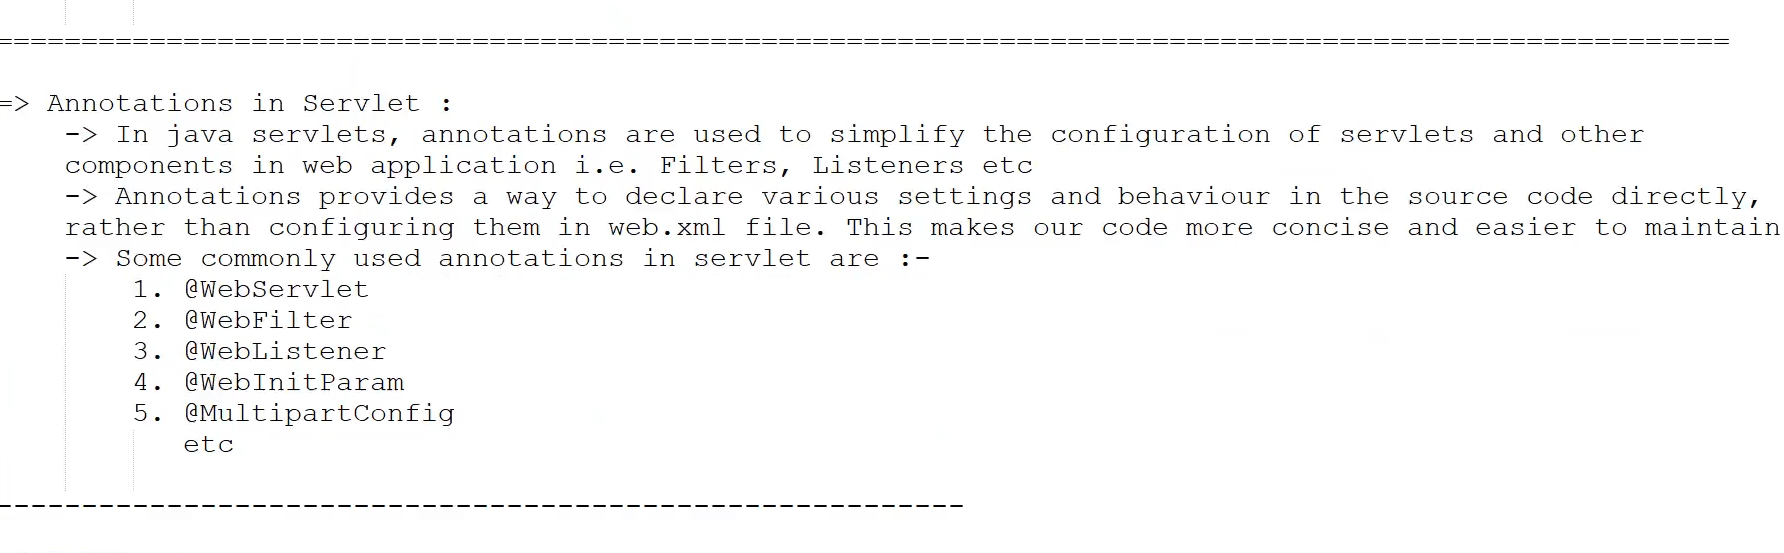 ====================================================================================================
=> Annotations in Servlet :
-> In java servlets, annotations are used to simplify the configuration of servlets and other
components in web application i.e. Filters, Listeners etc
-> Annotations provides a way to declare various settings and behaviour in the source code directly,
rather than configuring them in web.xml file. This makes our code more concise and easier to maintain
-> Some commonly used annotations in servlet are :-
1. @WebServlet
2. @WebFilter
3. @WebListener
4. @WebInitParam
5. @MultipartConfig
etc
---------------------------------------------------------